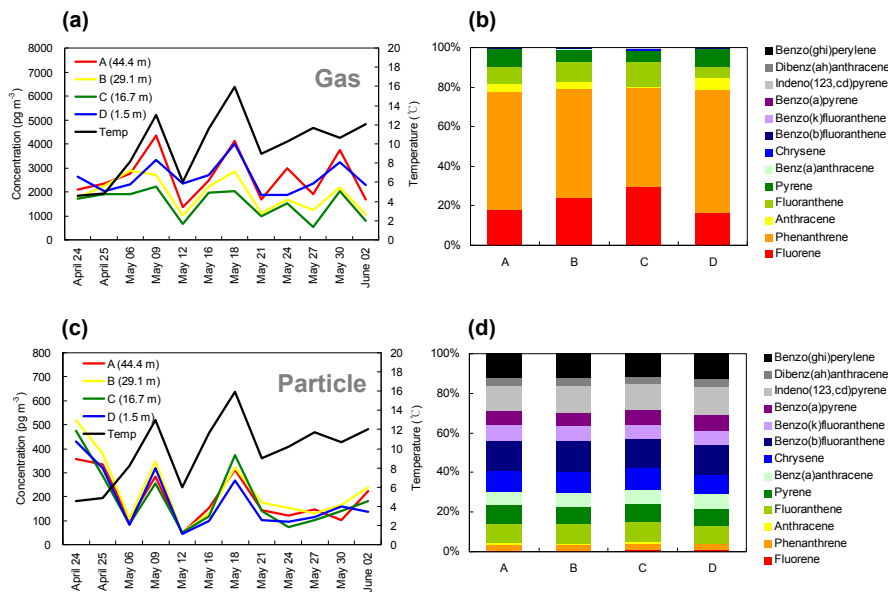 (a)
Concentration (pg m⁻³)
8000
7000
6000
5000
4000
3000
2000
1000
0
A (44.4 m)
B (29.1 m)
C (16.7 m)
D (1.5 m)
Temp
Gas
20
18
16
14
12
10
8
6
4
2
0
Temperature (℃)
April 24
April 25
May 06
May 09
May 12
May 16
May 18
May 21
May 24
May 27
May 30
June 02
(b)
100%
80%
60%
40%
20%
0%
A
B
C
D
Benzo(ghi)perylene
Dibenz(ah)anthracene
Indeno(123,cd)pyrene
Benzo(a)pyrene
Benzo(k)fluoranthene
Benzo(b)fluoranthene
Chrysene
Benz(a)anthracene
Pyrene
Fluoranthene
Anthracene
Phenanthrene
Fluorene
(c)
Concentration (pg m⁻³)
800
700
600
500
400
300
200
100
0
A (44.4 m)
B (29.1 m)
C (16.7 m)
D (1.5 m)
Temp
Particle
20
18
16
14
12
10
8
6
4
2
0
Temperature (℃)
April 24
April 25
May 06
May 09
May 12
May 16
May 18
May 21
May 24
May 27
May 30
June 02
(d)
100%
80%
60%
40%
20%
0%
A
B
C
D
Benzo(ghi)perylene
Dibenz(ah)anthracene
Indeno(123,cd)pyrene
Benzo(a)pyrene
Benzo(k)fluoranthene
Benzo(b)fluoranthene
Chrysene
Benz(a)anthracene
Pyrene
Fluoranthene
Anthracene
Phenanthrene
Fluorene